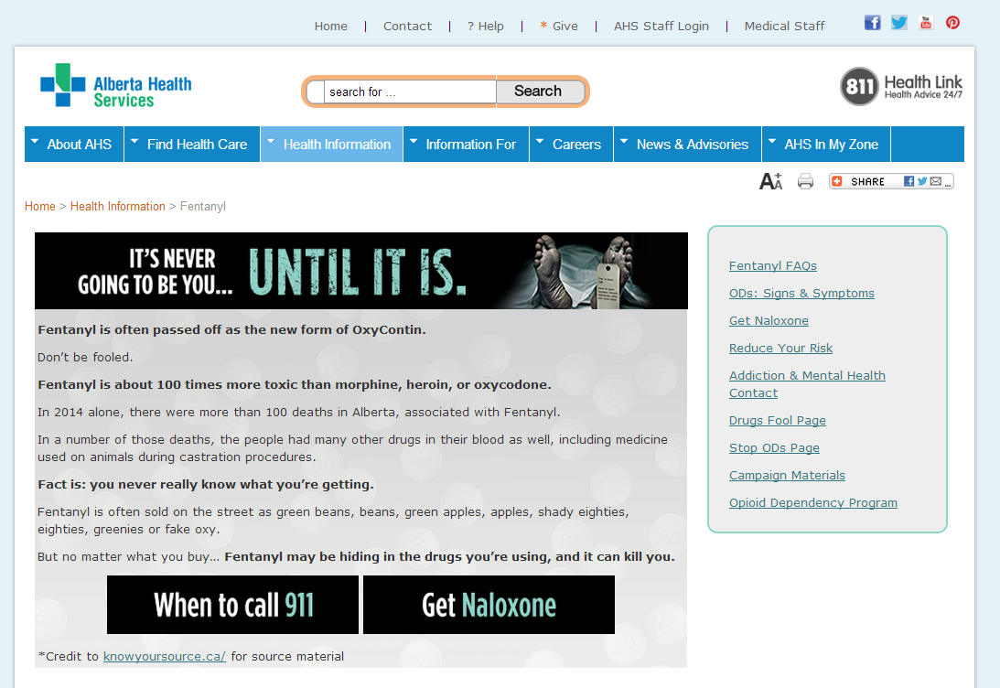 Home | Contact | ? Help | * Give | AHS Staff Login | Medical Staff
Alberta Health
Services
search for ...
Search
811 Health Link
Health Advice 24/7
About AHS
Find Health Care
Health Information
Information For
Careers
News & Advisories
AHS In My Zone
SHARE
Home > Health Information > Fentanyl
IT'S NEVER
GOING TO BE YOU...
UNTIL IT IS.
Fentanyl is often passed off as the new form of OxyContin.
Don't be fooled.
Fentanyl is about 100 times more toxic than morphine, heroin, or oxycodone.
In 2014 alone, there were more than 100 deaths in Alberta, associated with Fentanyl.
In a number of those deaths, the people had many other drugs in their blood as well, including medicine
used on animals during castration procedures.
Fact is: you never really know what you're getting.
Fentanyl is often sold on the street as green beans, beans, green apples, apples, shady eighties,
eighties, greenies or fake oxy.
But no matter what you buy... Fentanyl may be hiding in the drugs you're using, and it can kill you.
When to call 911
Get Naloxone
*Credit to knowyoursource.ca/ for source material
Fentanyl FAQs
ODs: Signs & Symptoms
Get Naloxone
Reduce Your Risk
Addiction & Mental Health
Contact
Drugs Fool Page
Stop ODs Page
Campaign Materials
Opioid Dependency Program